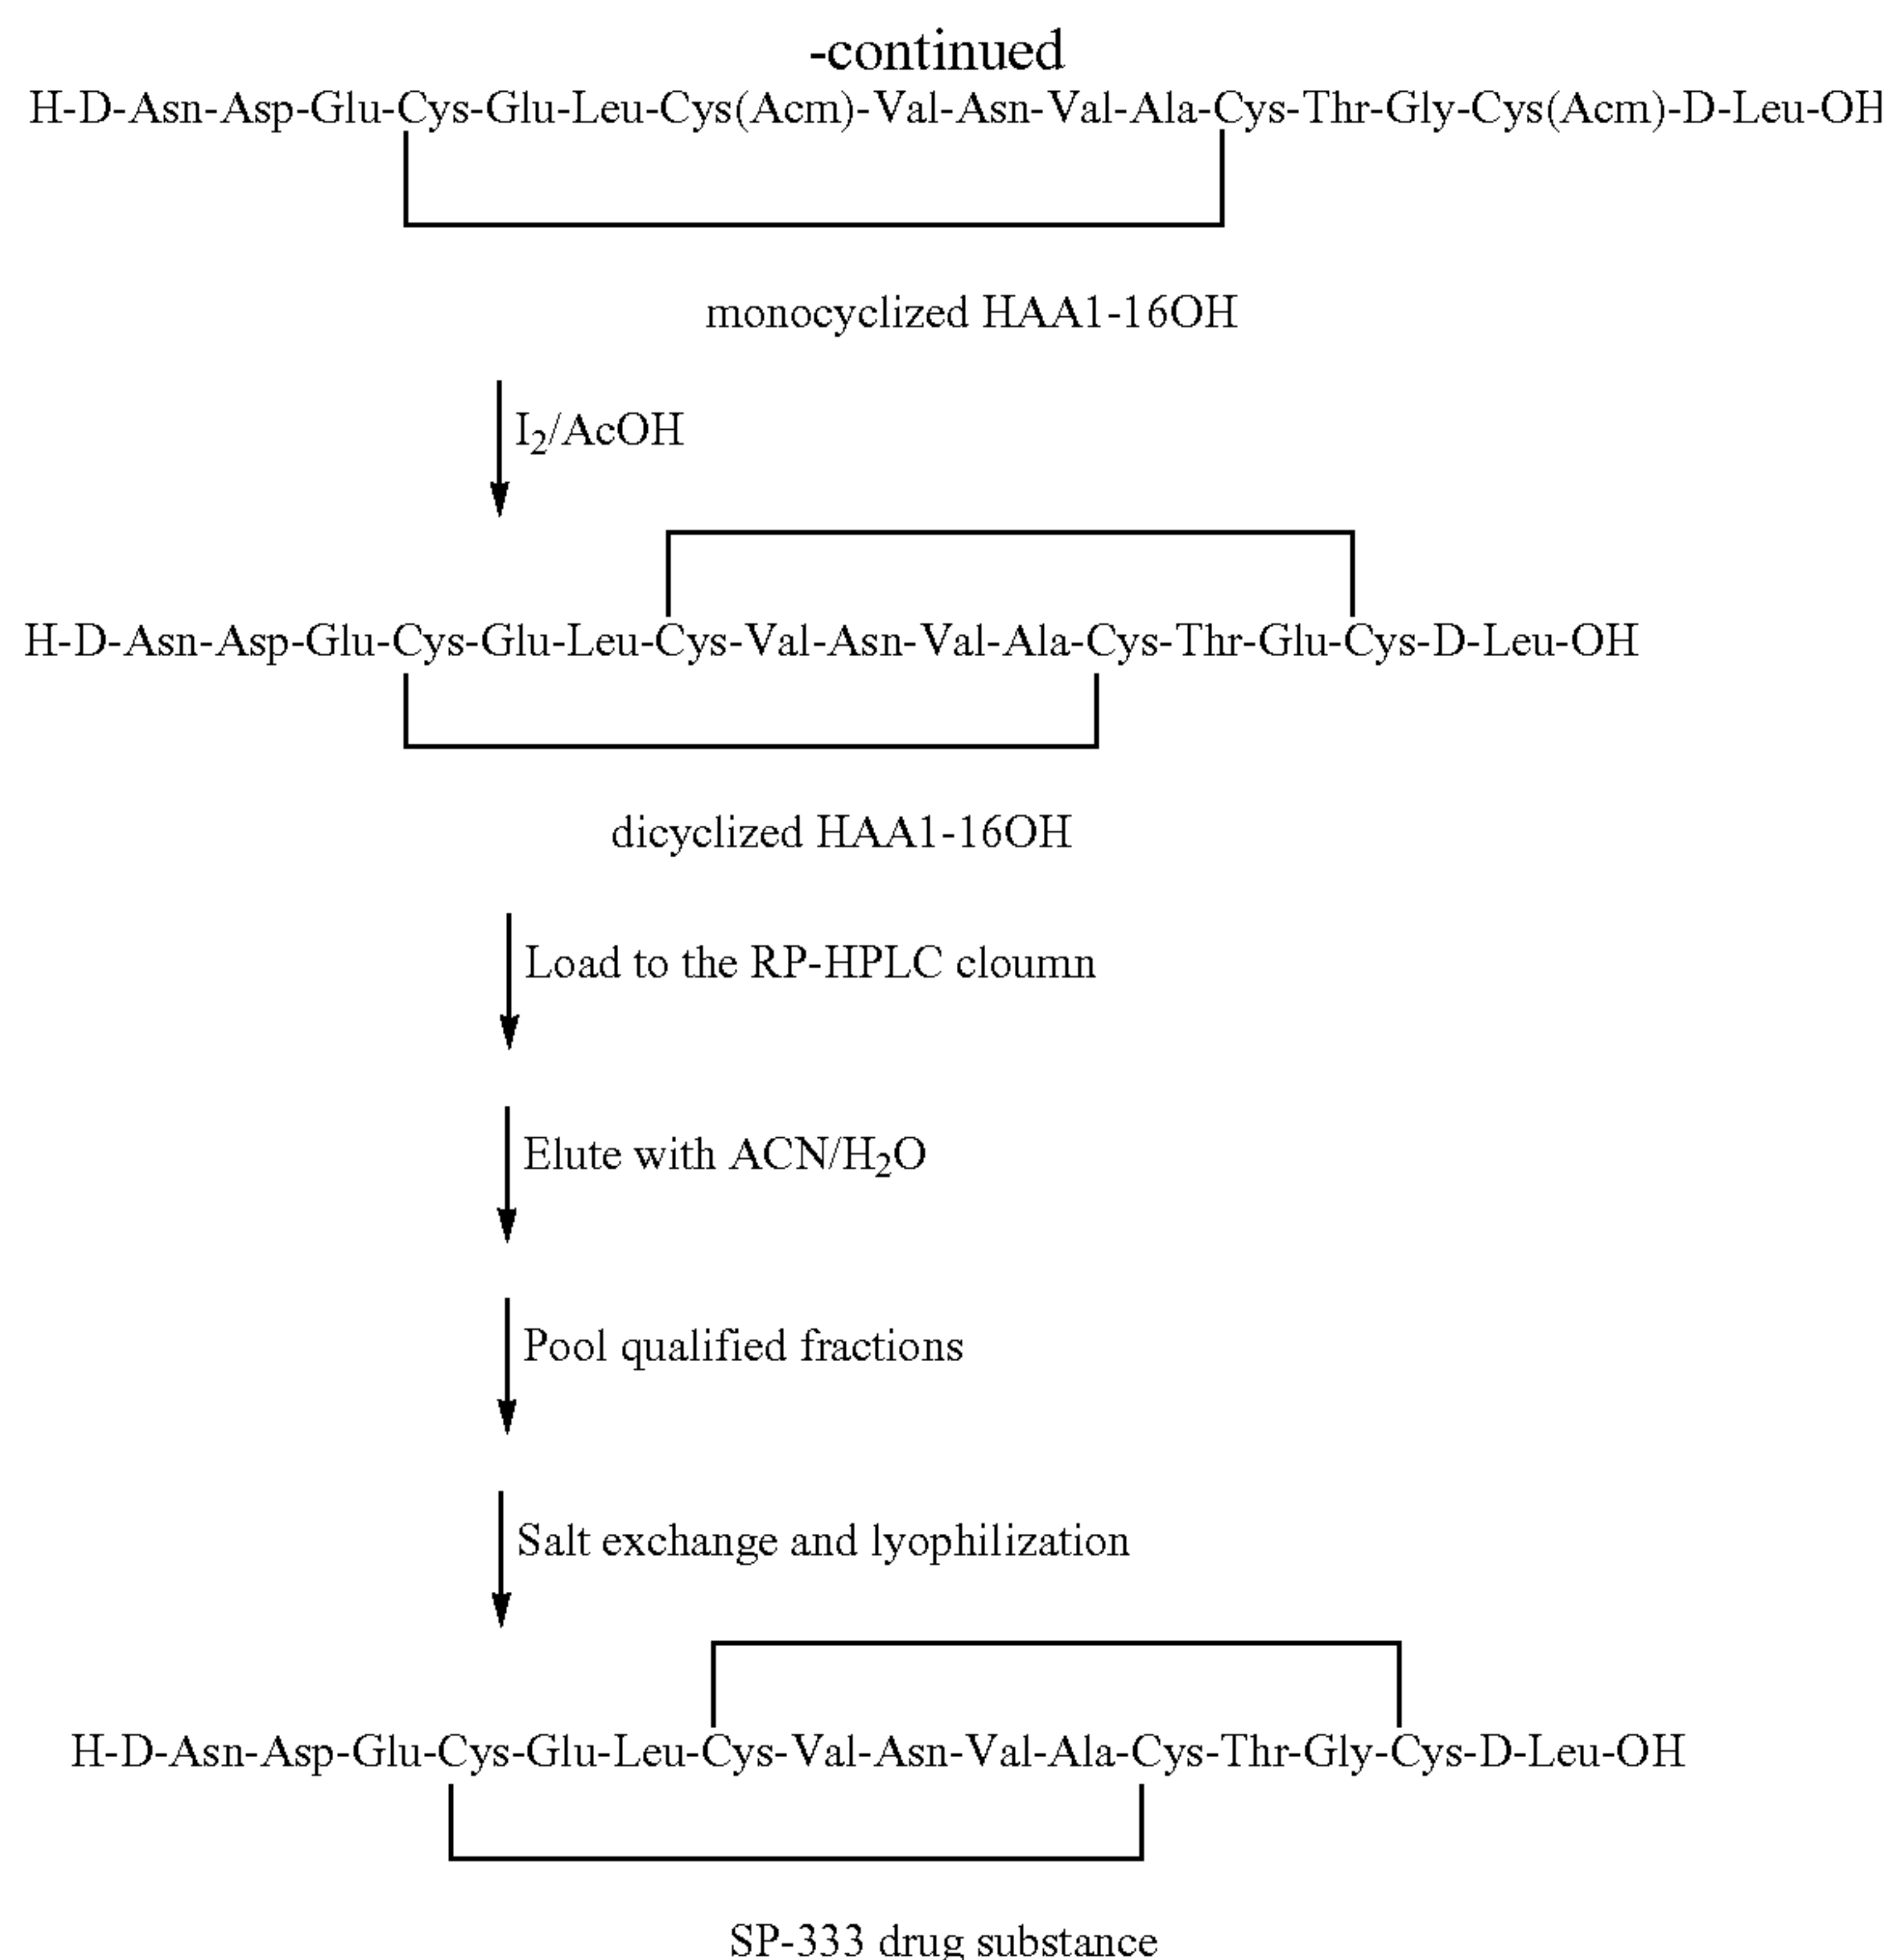 -continued
H-D-Asn-Asp-Glu-Cys-Glu-Leu-Cys(Acm)-Val-Asn-Val-Ala-Cys-Thr-Gly-Cys(Acm)-D-Leu-OH
monocyclized HAA1-16OH
I2/AcOH
H-D-Asn-Asp-Glu-Cys-Glu-Leu-Cys-Val-Asn-Val-Ala-Cys-Thr-Glu-Cys-D-Leu-OH
dicyclized HAA1-16OH
Load to the RP-HPLC cloumn
Elute with ACN/H2O
Pool qualified fractions
Salt exchange and lyophilization
H-D-Asn-Asp-Glu-Cys-Glu-Leu-Cys-Val-Asn-Val-Ala-Cys-Thr-Gly-Cys-D-Leu-OH
SP-333 drug substance